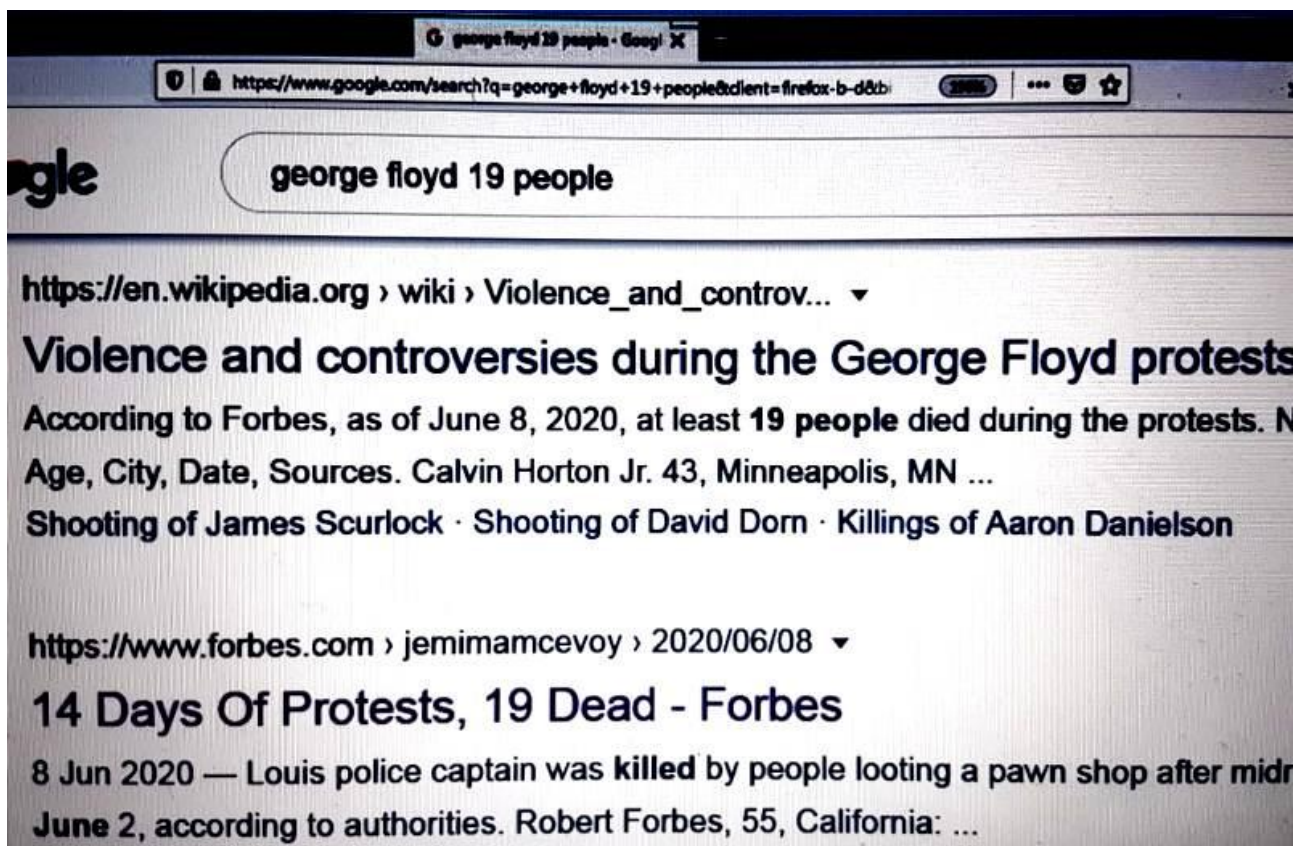 george floyd 19 people - Googl
https://www.google.com/search?q=george+floyd+19+people&client=firefox-b-d&
gle
george floyd 19 people
https://en.wikipedia.org › wiki › Violence_and_controv...
Violence and controversies during the George Floyd protests
According to Forbes, as of June 8, 2020, at least 19 people died during the protests. N
Age, City, Date, Sources. Calvin Horton Jr. 43, Minneapolis, MN ...
Shooting of James Scurlock · Shooting of David Dorn · Killings of Aaron Danielson
https://www.forbes.com › jemimamcevoy › 2020/06/08
14 Days Of Protests, 19 Dead - Forbes
8 Jun 2020 — Louis police captain was killed by people looting a pawn shop after midn
June 2, according to authorities. Robert Forbes, 55, California: ...